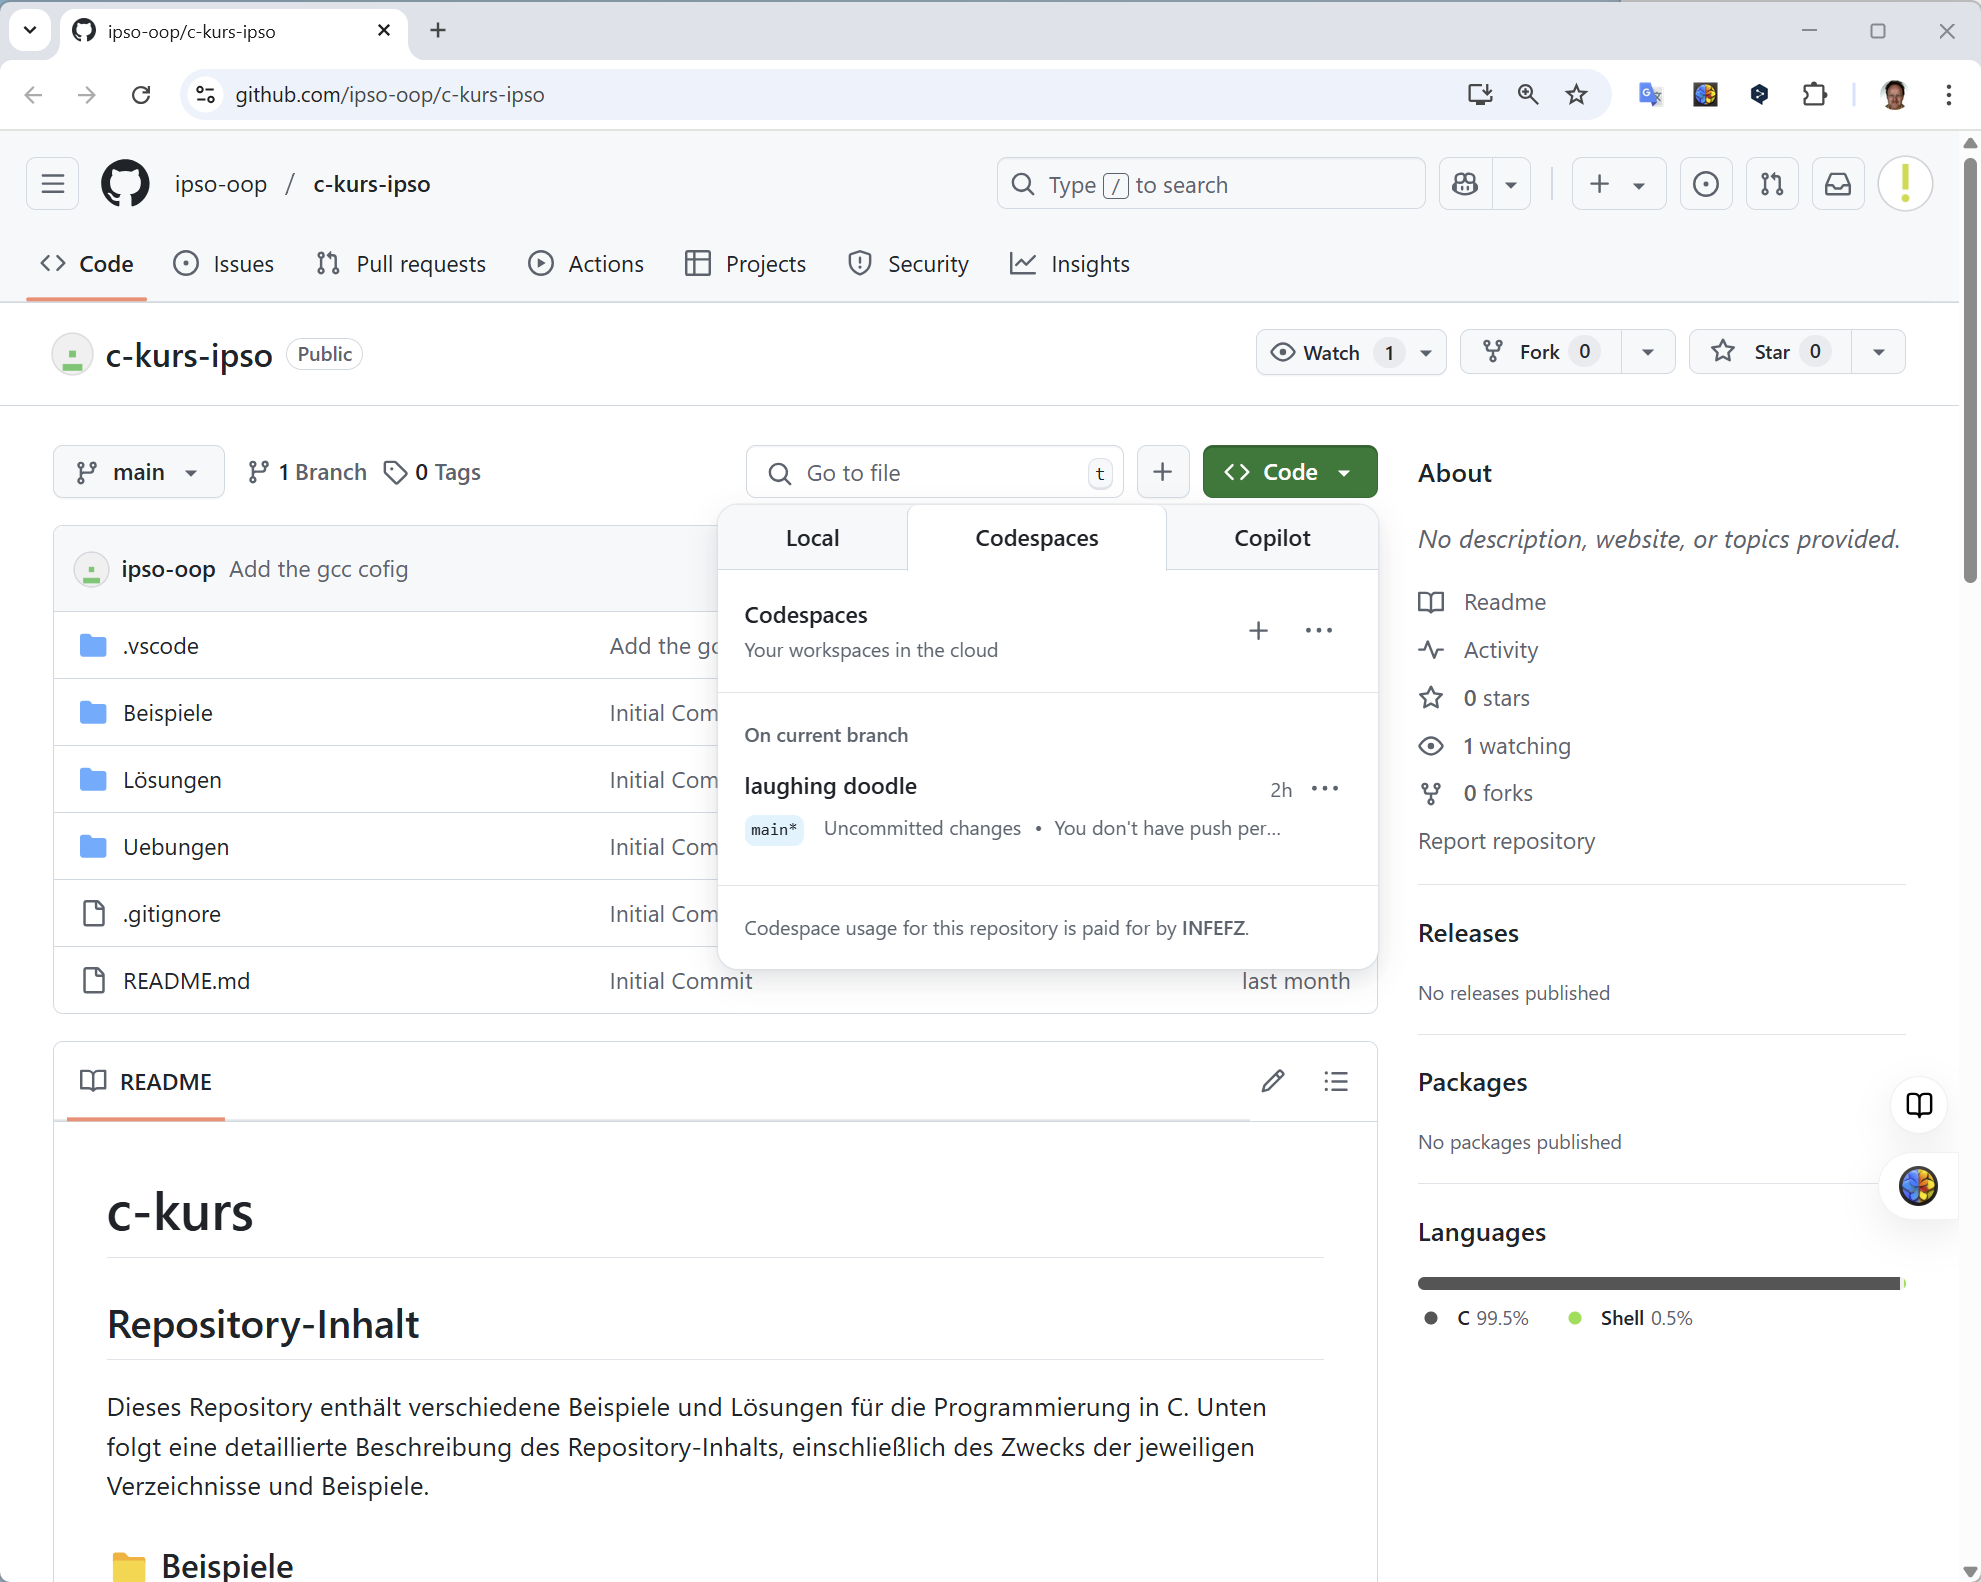 ipso-oop/c-kurs-ipso
github.com/ipso-oop/c-kurs-ipso
ipso-oop / c-kurs-ipso
Type / to search
Code
Issues
Pull requests
Actions
Projects
Security
Insights
c-kurs-ipso Public
Watch 1
Fork 0
Star 0
main
1 Branch
0 Tags
Go to file t
Code
Local
Codespaces
Copilot
Codespaces
Your workspaces in the cloud
On current branch
laughing doodle 2h
main* Uncommitted changes • You don't have push per...
Codespace usage for this repository is paid for by INFEFZ.
ipso-oop Add the gcc cofig
.vscode Add the gc
Beispiele Initial Com
Lösungen Initial Com
Uebungen Initial Com
.gitignore Initial Com
README.md Initial Commit last month
README
c-kurs
Repository-Inhalt
Dieses Repository enthält verschiedene Beispiele und Lösungen für die Programmierung in C. Unten
folgt eine detaillierte Beschreibung des Repository-Inhalts, einschließlich des Zwecks der jeweiligen
Verzeichnisse und Beispiele.
Beispiele
About
No description, website, or topics provided.
Readme
Activity
0 stars
1 watching
0 forks
Report repository
Releases
No releases published
Packages
No packages published
Languages
C 99.5%
Shell 0.5%